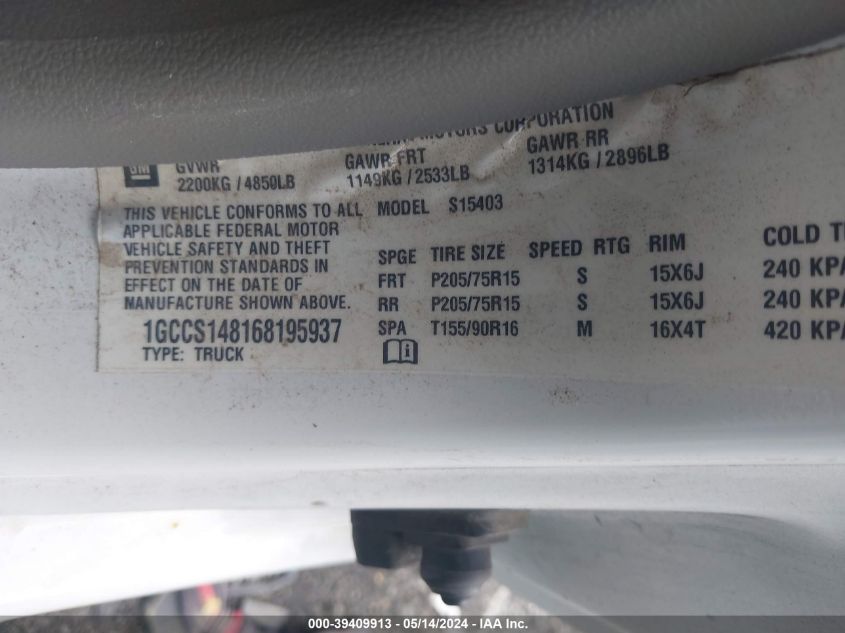 MOTORS CORPORATION
GM
GVWR GAWR FRT GAWR RR
2200KG / 4850LB 1149KG / 2533LB 1314KG / 2896LB
THIS VEHICLE CONFORMS TO ALL MODEL S15403
APPLICABLE FEDERAL MOTOR
VEHICLE SAFETY AND THEFT
PREVENTION STANDARDS IN
EFFECT ON THE DATE OF
MANUFACTURE SHOWN ABOVE.
1GCCS148168195937
TYPE: TRUCK
SPGE TIRE SIZE SPEED RTG RIM COLD
FRT P205/75R15 S 15X6J 240 KPA
RR P205/75R15 S 15X6J 240 KPA
SPA T155/90R16 M 16X4T 420 KPA
000-39409913 - 05/14/2024 - IAA Inc.